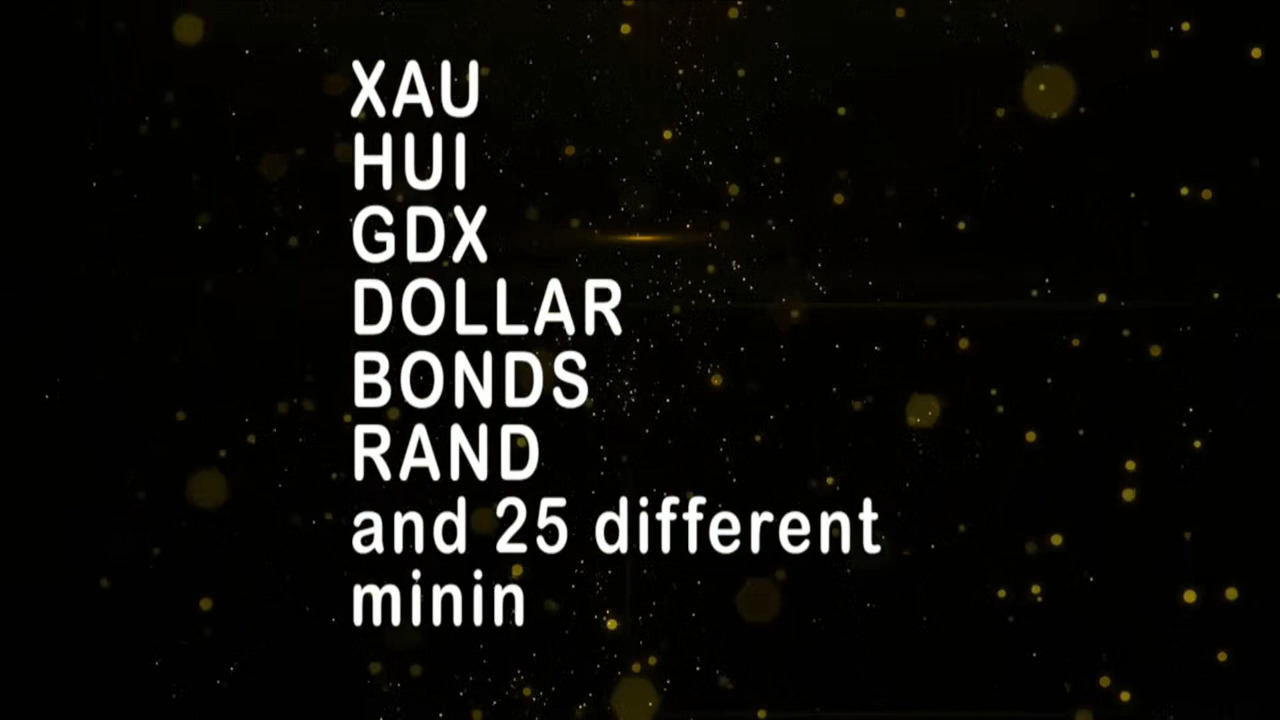 XAU
HUI
GDX
DOLLAR
BONDS
RAND
and 25 different
minin